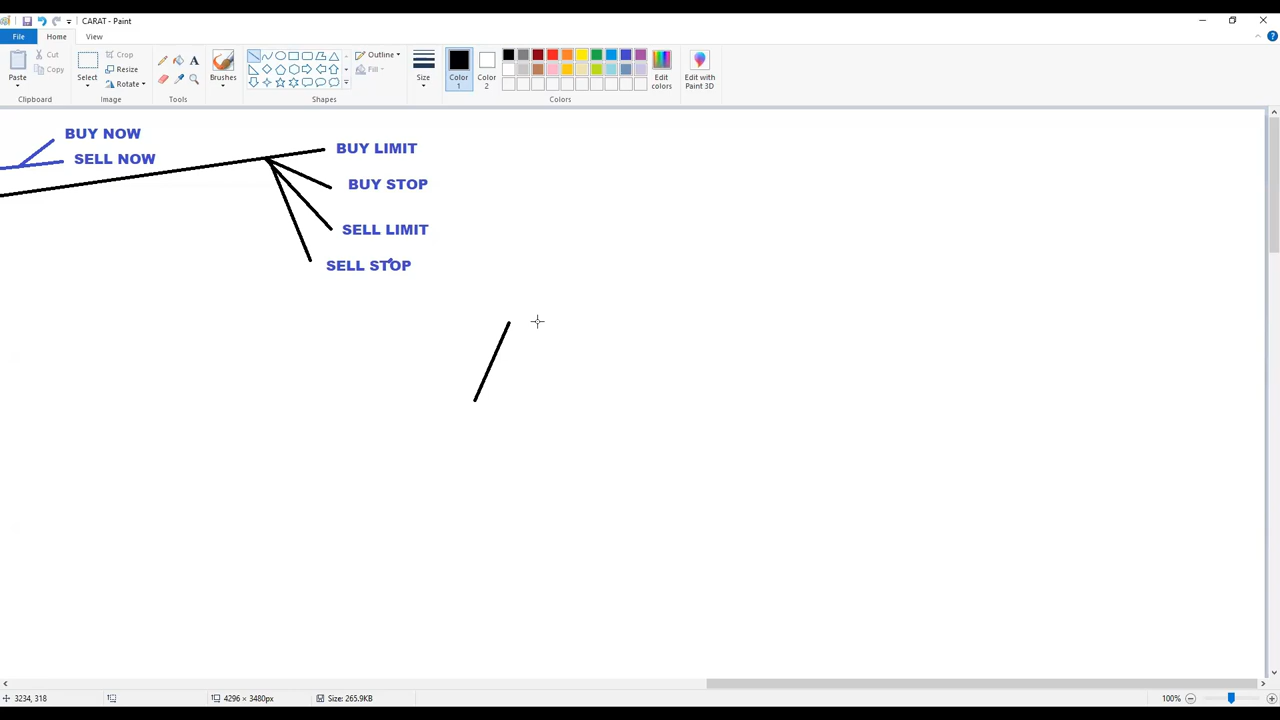 CARAT - Paint
File
Home
View
Paste
Cut
Copy
Clipboard
Select
Crop
Resize
Rotate
Image
A
Tools
Brushes
Outline
Fill
Shapes
Size
Color 1
Color 2
Edit colors
Colors
Edit with Paint 3D
BUY NOW
SELL NOW
BUY LIMIT
BUY STOP
SELL LIMIT
SELL STOP
3234, 318
4296 × 3480px
Size: 265.9KB
100%